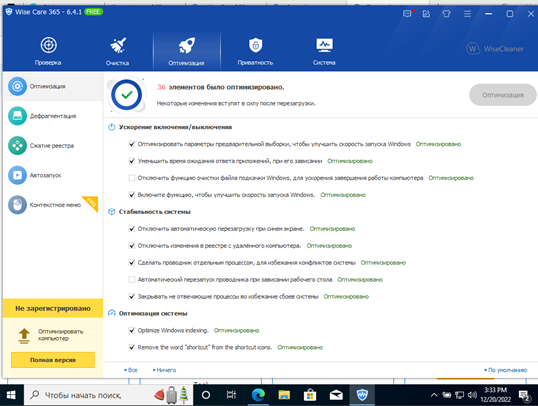 Wise Care 365 - 6.4.1 FREE
Проверка
Очистка
Оптимизация
Приватность
Система
WiseCleaner
Оптимизация
Дефрагментация
Сжатие реестра
Автозапуск
Контекстное меню
36 элементов было оптимизировано.
Некоторые изменения вступят в силу после перезагрузки.
Оптимизация
Ускорение включения/выключения
Оптимизировать параметры предварительной выборки, чтобы улучшить скорость запуска Windows Оптимизировано
Уменьшить время ожидания ответа приложений, при его зависании Оптимизировано
Отключить функцию очистки файла подкачки Windows, для ускорения завершения работы компьютера Оптимизировано
Включите функцию, чтобы улучшить скорость запуска Windows. Оптимизировано
Стабильность системы
Отключить автоматическую перезагрузку при синем экране. Оптимизировано
Отключить изменения в реестре с удалённого компьютера. Оптимизировано
Сделать проводник отдельным процессом, для избежания конфликтов системы Оптимизировано
Автоматический перезапуск проводника при зависании рабочего стола Оптимизировано
Закрывать не отвечающие процессы во избежание сбоев системы Оптимизировано
Оптимизация системы
Optimize Windows indexing. Оптимизировано
Remove the word "shortcut" from the shortcut icons. Оптимизировано
Не зарегистрировано
Оптимизировать
компьютер
Полная версия
Все
Ничего
По умолчанию
Чтобы начать поиск,
3:33 PM
12/20/2022
2